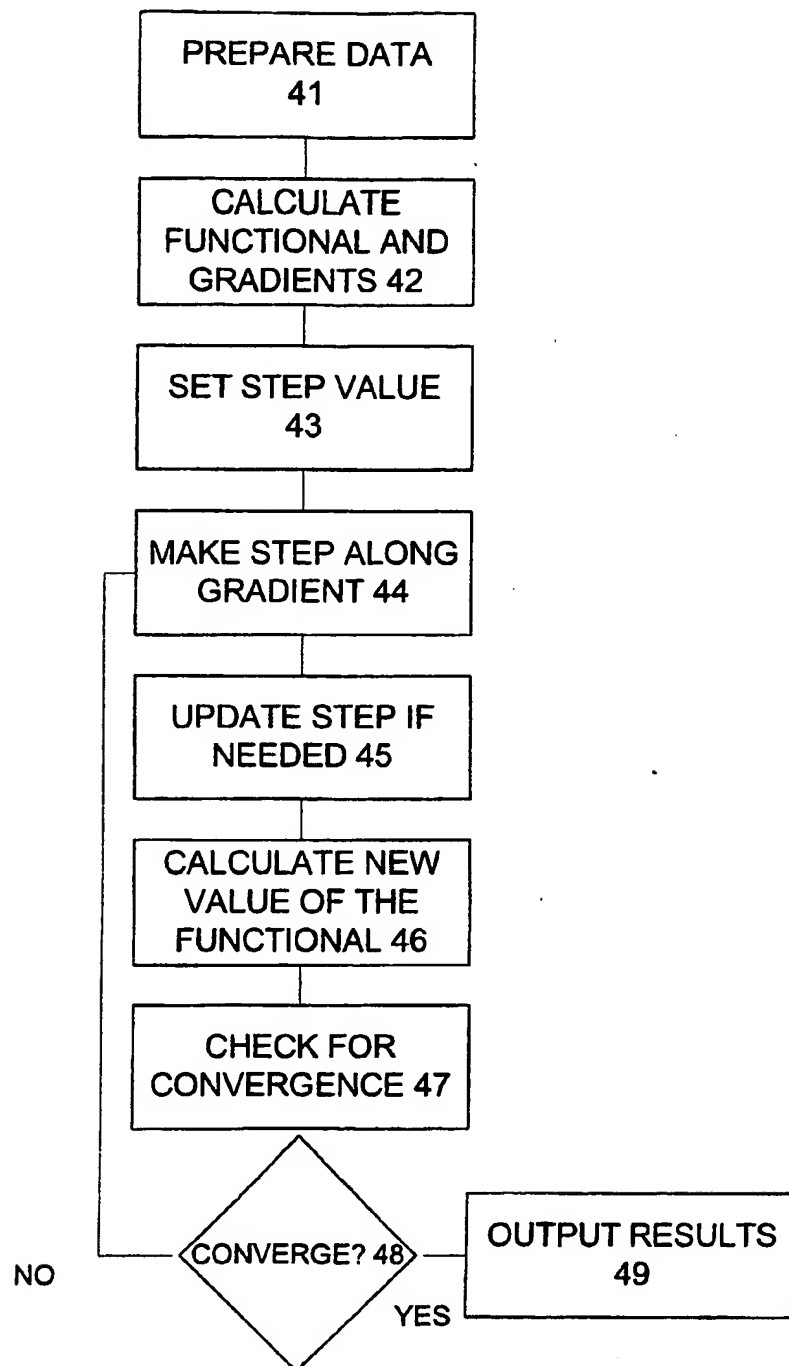 PREPARE DATA
41
CALCULATE
FUNCTIONAL AND
GRADIENTS 42
SET STEP VALUE
43
MAKE STEP ALONG
GRADIENT 44
UPDATE STEP IF
NEEDED 45
CALCULATE NEW
VALUE OF THE
FUNCTIONAL 46
CHECK FOR
CONVERGENCE 47
CONVERGE? 48
OUTPUT RESULTS
49
NO
YES